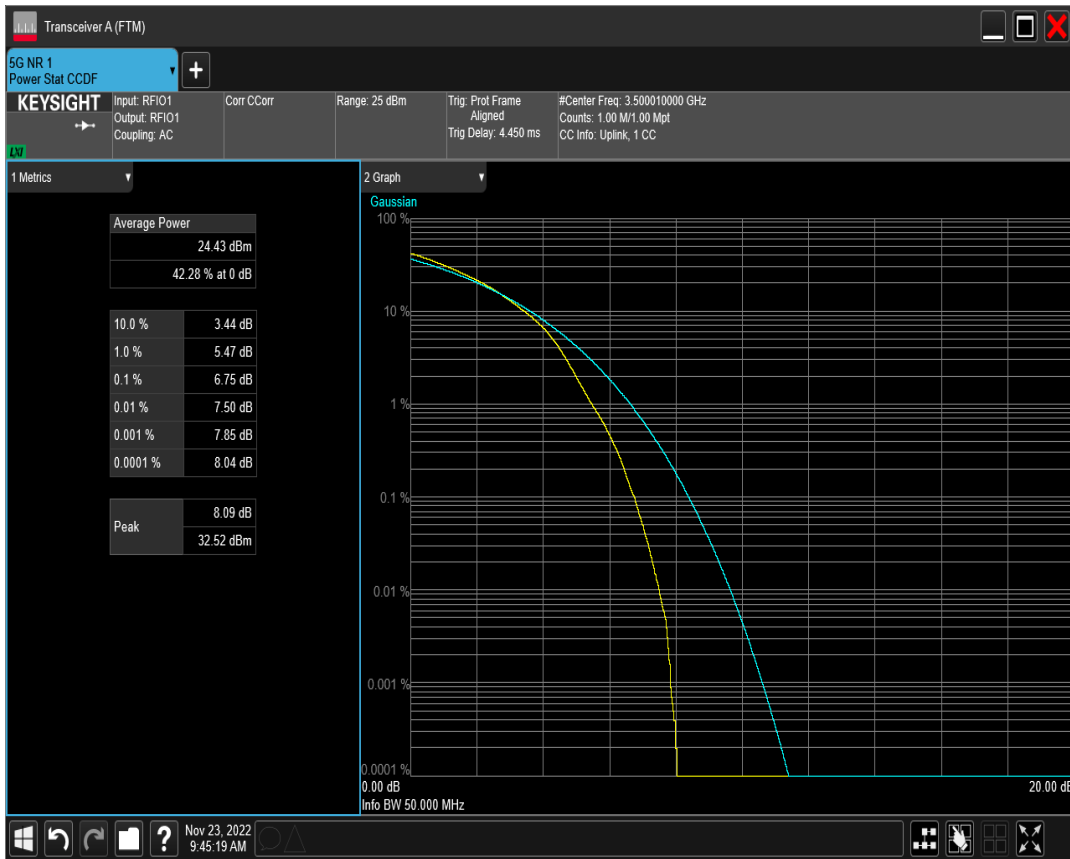 Transceiver A (FTM)
5G NR 1
Power Stat CCDF
+
KEYSIGHT
LXI
Input: RFIO1
Output: RFIO1
Coupling: AC
Corr CCorr
Range: 25 dBm
Trig: Prot Frame
Aligned
Trig Delay: 4.450 ms
#Center Freq: 3.500010000 GHz
Counts: 1.00 M/1.00 Mpt
CC Info: Uplink, 1 CC
1 Metrics
Average Power
24.43 dBm
42.28 % at 0 dB
10.0 % 3.44 dB
1.0 % 5.47 dB
0.1 % 6.75 dB
0.01 % 7.50 dB
0.001 % 7.85 dB
0.0001 % 8.04 dB
Peak
8.09 dB
32.52 dBm
2 Graph
Gaussian
100 %
10 %
1 %
0.1 %
0.01 %
0.001 %
0.0001 %
0.00 dB 20.00 dB
Info BW 50.000 MHz
?
Nov 23, 2022
9:45:19 AM